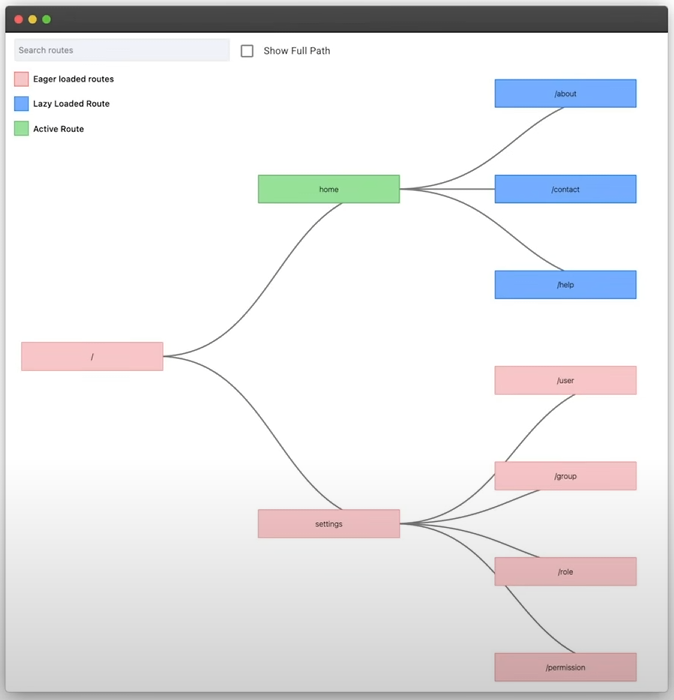 Search routes
Show Full Path
Eager loaded routes
Lazy Loaded Route
Active Route
/about
home
/contact
/help
/
/user
/group
settings
/role
/permission